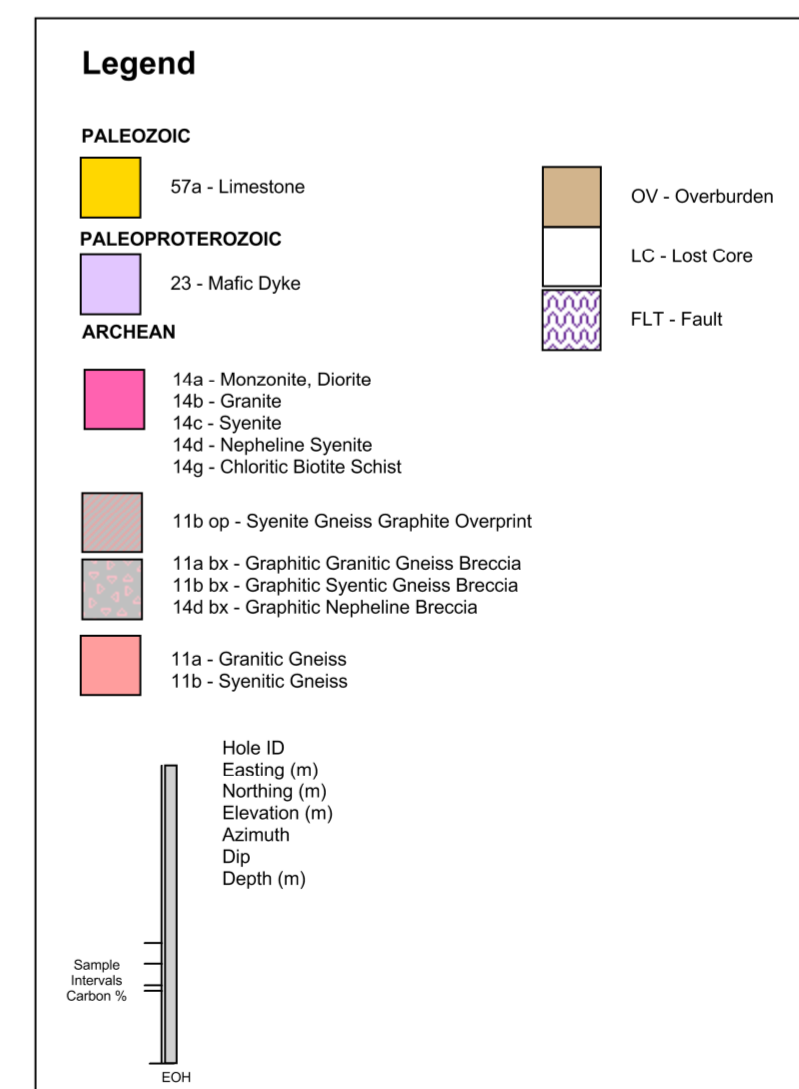 Legend
PALEOZOIC
57a - Limestone
PALEOPROTEROZOIC
23 - Mafic Dyke
ARCHEAN
14a - Monzonite, Diorite
14b - Granite
14c - Syenite
14d - Nepheline Syenite
14g - Chloritic Biotite Schist
11b op - Syenite Gneiss Graphite Overprint
11a bx - Graphitic Granitic Gneiss Breccia
11b bx - Graphitic Syentic Gneiss Breccia
14d bx - Graphitic Nepheline Breccia
11a - Granitic Gneiss
11b - Syenitic Gneiss
OV - Overburden
LC - Lost Core
FLT - Fault
Hole ID
Easting (m)
Northing (m)
Elevation (m)
Azimuth
Dip
Depth (m)
Sample
Intervals
Carbon %
EOH